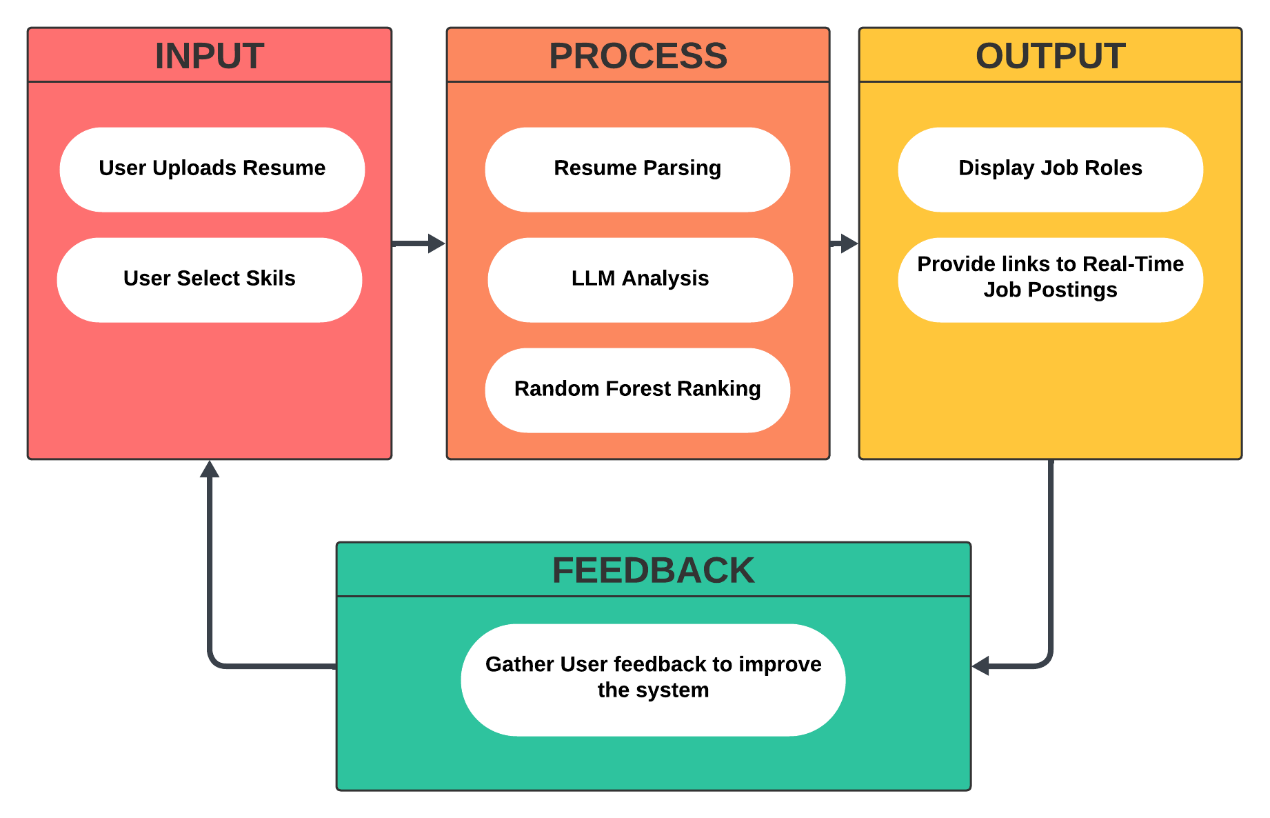 INPUT
User Uploads Resume
User Select Skils
PROCESS
Resume Parsing
LLM Analysis
Random Forest Ranking
OUTPUT
Display Job Roles
Provide links to Real-Time
Job Postings
FEEDBACK
Gather User feedback to improve
the system